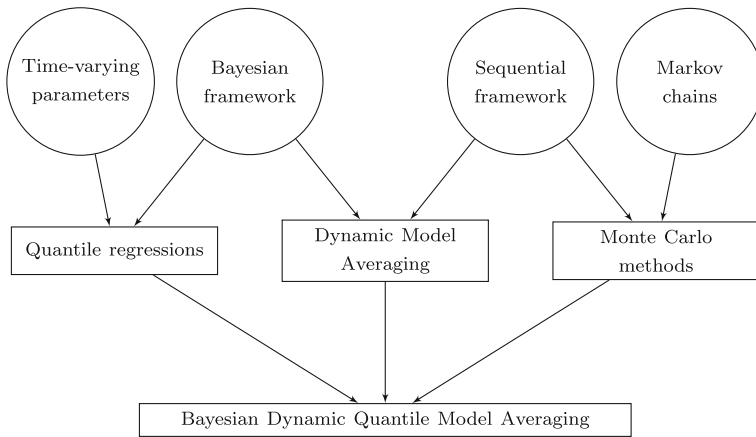 Time-varying
parameters
Bayesian
framework
Sequential
framework
Markov
chains
Quantile regressions
Dynamic Model
Averaging
Monte Carlo
methods
Bayesian Dynamic Quantile Model Averaging